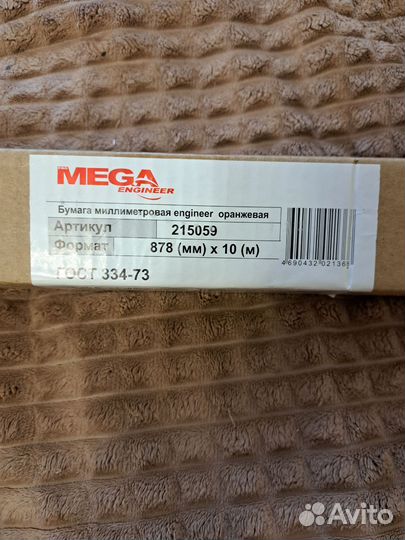 MEGA
ENGINEER
Бумага миллиметровая engineer оранжевая
Артикул 215059
Формат 878 (мм) x 10 (м)
ГОСТ 334-73
Avito